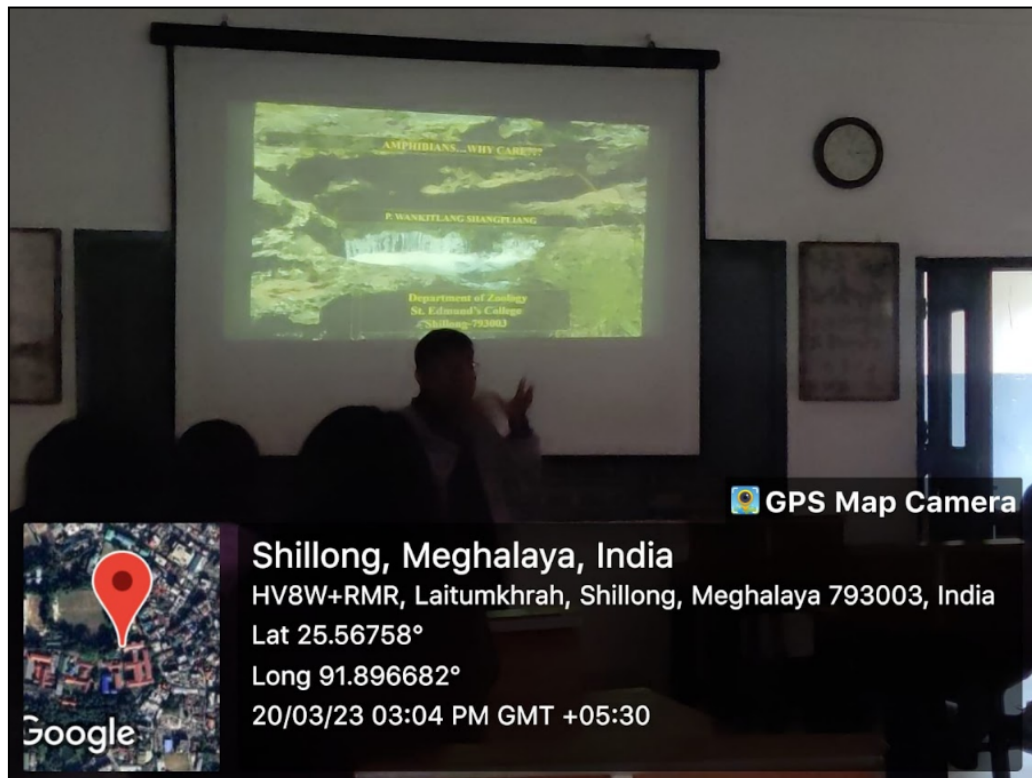 AMPHIBIANS...WHY CARE???
P. WANKITLANG SHANGPLIANG
Department of Zoology
St. Edmund's College
Shillong-793003
GPS Map Camera
Shillong, Meghalaya, India
HV8W+RMR, Laitumkhrah, Shillong, Meghalaya 793003, India
Lat 25.56758°
Long 91.896682°
20/03/23 03:04 PM GMT +05:30
Google